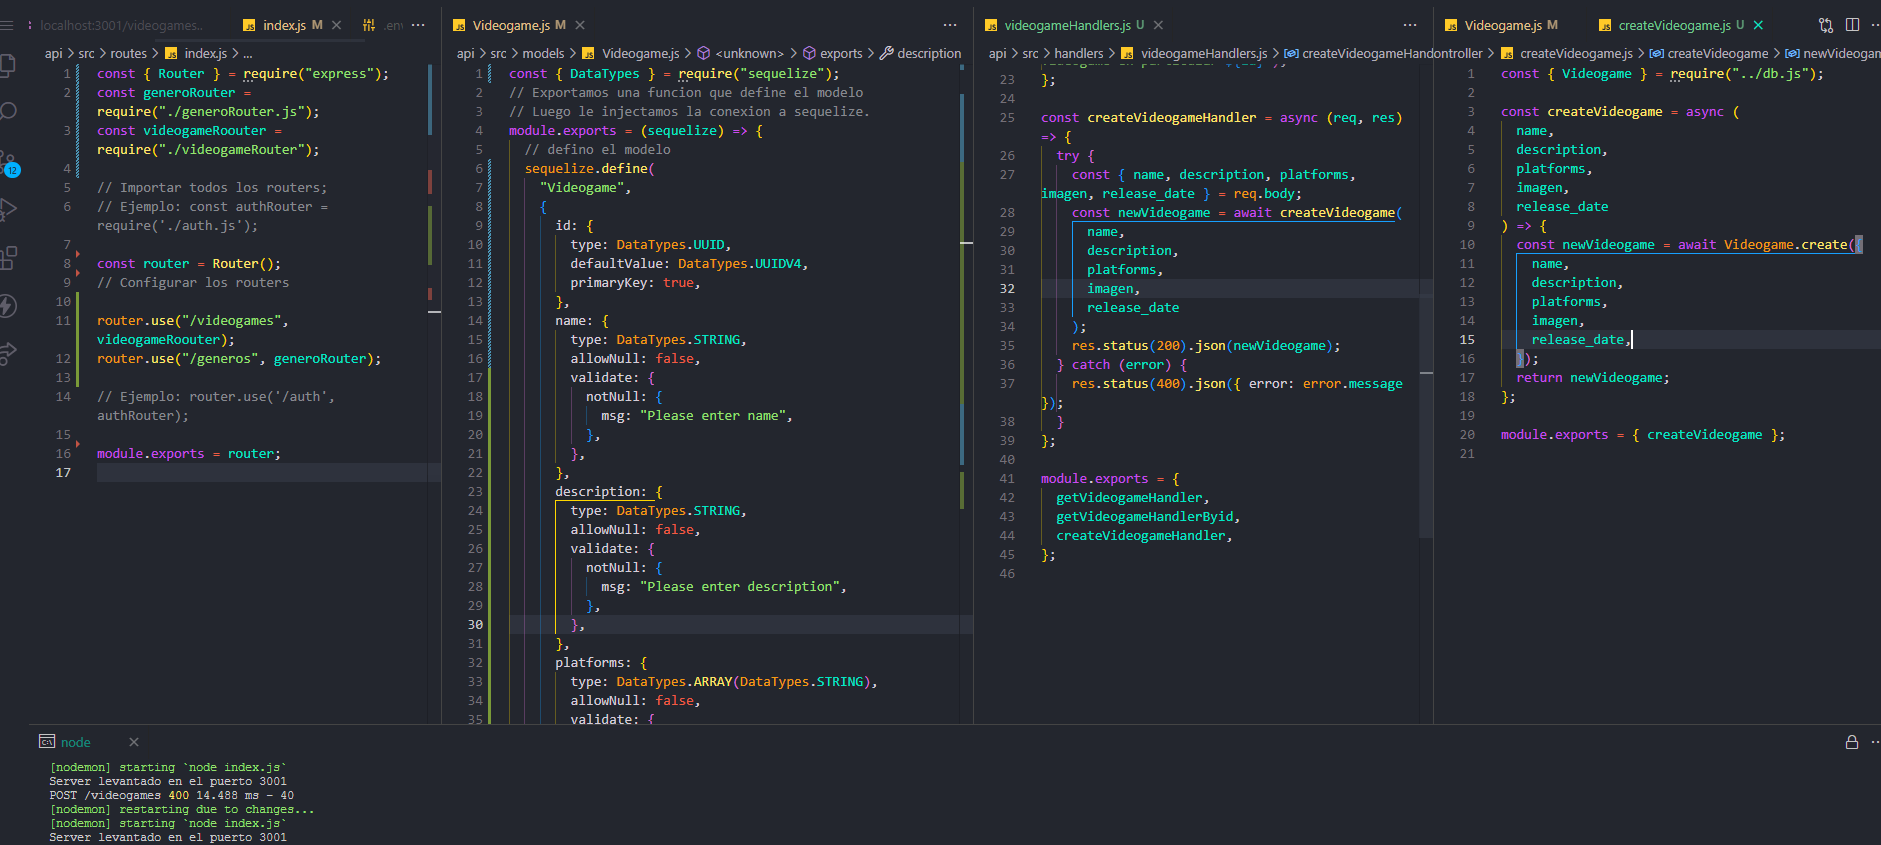 localhost:3001/videogames..
index.js M
.en
api > src > routes > index.js > ...
1 const { Router } = require("express");
2 const generoRouter =
require("./generoRouter.js");
3 const videogameRoouter =
require("./videogameRouter");
4
5 // Importar todos los routers;
6 // Ejemplo: const authRouter =
require('./auth.js');
7
8 const router = Router();
9 // Configurar los routers
10
11 router.use("/videogames",
videogameRoouter);
12 router.use("/generos", generoRouter);
13
14 // Ejemplo: router.use('/auth',
authRouter);
15
16 module.exports = router;
17
12
Videogame.js M
api > src > models > Videogame.js > <unknown> > exports > description
1 const { DataTypes } = require("sequelize");
2 // Exportamos una funcion que define el modelo
3 // Luego le injectamos la conexion a sequelize.
4 module.exports = (sequelize) => {
5 // defino el modelo
6 sequelize.define(
7 "Videogame",
8 {
9 id: {
10 type: DataTypes.UUID,
11 defaultValue: DataTypes.UUIDV4,
12 primaryKey: true,
13 },
14 name: {
15 type: DataTypes.STRING,
16 allowNull: false,
17 validate: {
18 notNull: {
19 msg: "Please enter name",
20 },
21 },
22 },
23 description: {
24 type: DataTypes.STRING,
25 allowNull: false,
26 validate: {
27 notNull: {
28 msg: "Please enter description",
29 },
30 },
31 },
32 platforms: {
33 type: DataTypes.ARRAY(DataTypes.STRING),
34 allowNull: false,
35 validate: {
videogameHandlers.js U
api > src > handlers > videogameHandlers.js > createVideogameHand
23 };
24
25 const createVideogameHandler = async (req, res)
=> {
26 try {
27 const { name, description, platforms,
imagen, release_date } = req.body;
28 const newVideogame = await createVideogame(
29 name,
30 description,
31 platforms,
32 imagen,
33 release_date
34 );
35 res.status(200).json(newVideogame);
36 } catch (error) {
37 res.status(400).json({ error: error.message
});
38 }
39 };
40
41 module.exports = {
42 getVideogameHandler,
43 getVideogameHandlerByid,
44 createVideogameHandler,
45 };
46
Videogame.js M
createVideogame.js U
ontroller > createVideogame.js > createVideogame > newVideogam
1 const { Videogame } = require("../db.js");
2
3 const createVideogame = async (
4 name,
5 description,
6 platforms,
7 imagen,
8 release_date
9 ) => {
10 const newVideogame = await Videogame.create({
11 name,
12 description,
13 platforms,
14 imagen,
15 release_date,
16 });
17 return newVideogame;
18 };
19
20 module.exports = { createVideogame };
21
node
[nodemon] starting `node index.js`
Server levantado en el puerto 3001
POST /videogames 400 14.488 ms - 40
[nodemon] restarting due to changes...
[nodemon] starting `node index.js`
Server levantado en el puerto 3001